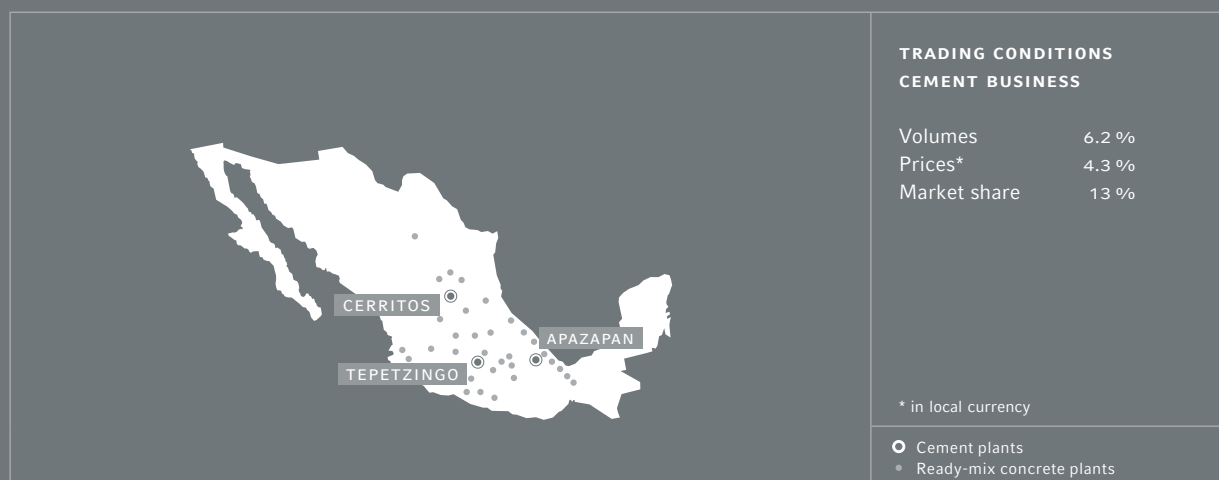 CERRITOS
APAZAPAN
TEPETZINGO
TRADING CONDITIONS
CEMENT BUSINESS
Volumes 6.2 %
Prices* 4.3 %
Market share 13 %
* in local currency
Cement plants
Ready-mix concrete plants